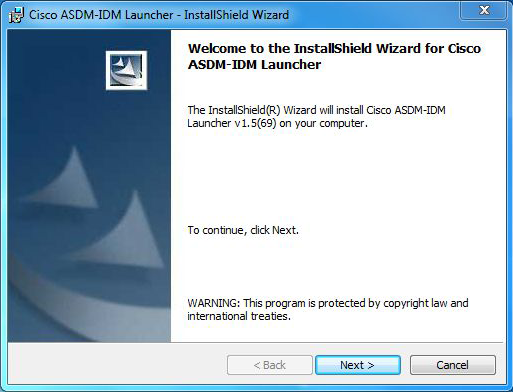 Cisco ASDM-IDM Launcher - InstallShield Wizard
Welcome to the InstallShield Wizard for Cisco
ASDM-IDM Launcher
The InstallShield(R) Wizard will install Cisco ASDM-IDM
Launcher v1.5(69) on your computer.
To continue, click Next.
WARNING: This program is protected by copyright law and
international treaties.
< Back
Next >
Cancel